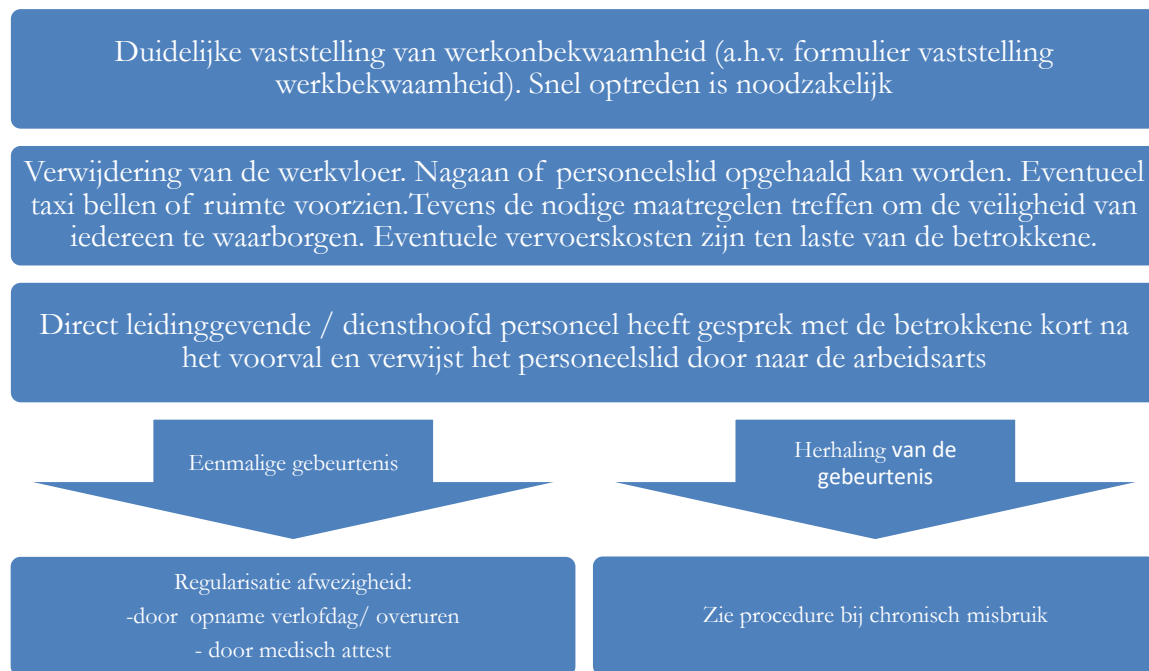 Duidelijke vaststelling van werkonbekwaamheid (a.h.v. formulier vaststelling
werkbekwaamheid). Snel optreden is noodzakelijk
Verwijdering van de werkvloer. Nagaan of personeelslid opgehaald kan worden. Eventueel
taxi bellen of ruimte voorzien.Tevens de nodige maatregelen treffen om de veiligheid van
iedereen te waarborgen. Eventuele vervoerskosten zijn ten laste van de betrokkene.
Direct leidinggevende / diensthoofd personeel heeft gesprek met de betrokkene kort na
het voorval en verwijst het personeelslid door naar de arbeidsarts
Eenmalige gebeurtenis
Herhaling van de
gebeurtenis
Regularisatie afwezigheid:
-door opname verlofdag/ overuren
- door medisch attest
Zie procedure bij chronisch misbruik